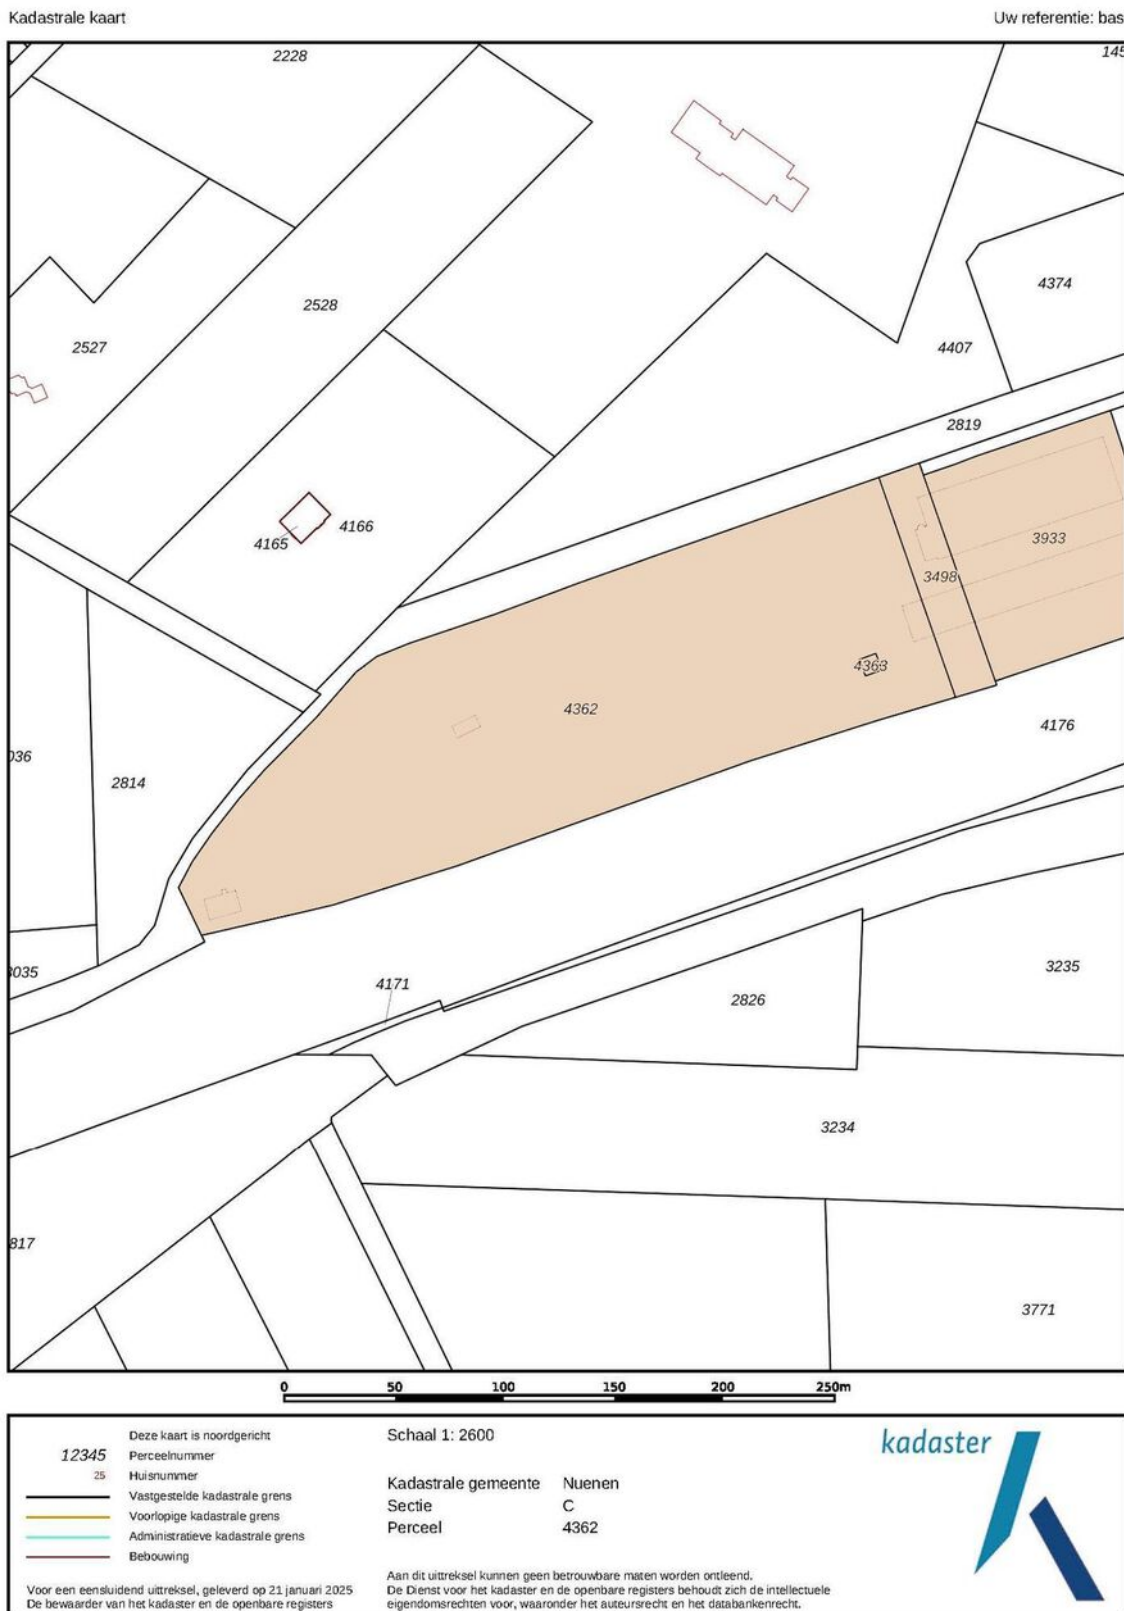 Kadastrale kaart
Uw referentie: bas
2228
145
4374
2528
2527
4407
2819
4166
4165
3933
3498
4363
4362
4176
036
2814
3235
3035
4171
2826
3234
817
3771
0 50 100 150 200 250m
Deze kaart is noordgericht
12345 Perceelnummer
25 Huisnummer
Vastgestelde kadastrale grens
Voorlopige kadastrale grens
Administratieve kadastrale grens
Bebouwing
Voor een eensluidend uittreksel, geleverd op 21 januari 2025
De bewaarder van het kadaster en de openbare registers
Schaal 1: 2600
Kadastrale gemeente Nuenen
Sectie C
Perceel 4362
Aan dit uittreksel kunnen geen betrouwbare maten worden ontleend.
De Dienst voor het kadaster en de openbare registers behoudt zich de intellectuele
eigendomsrechten voor, waaronder het auteursrecht en het databankenrecht.
kadaster